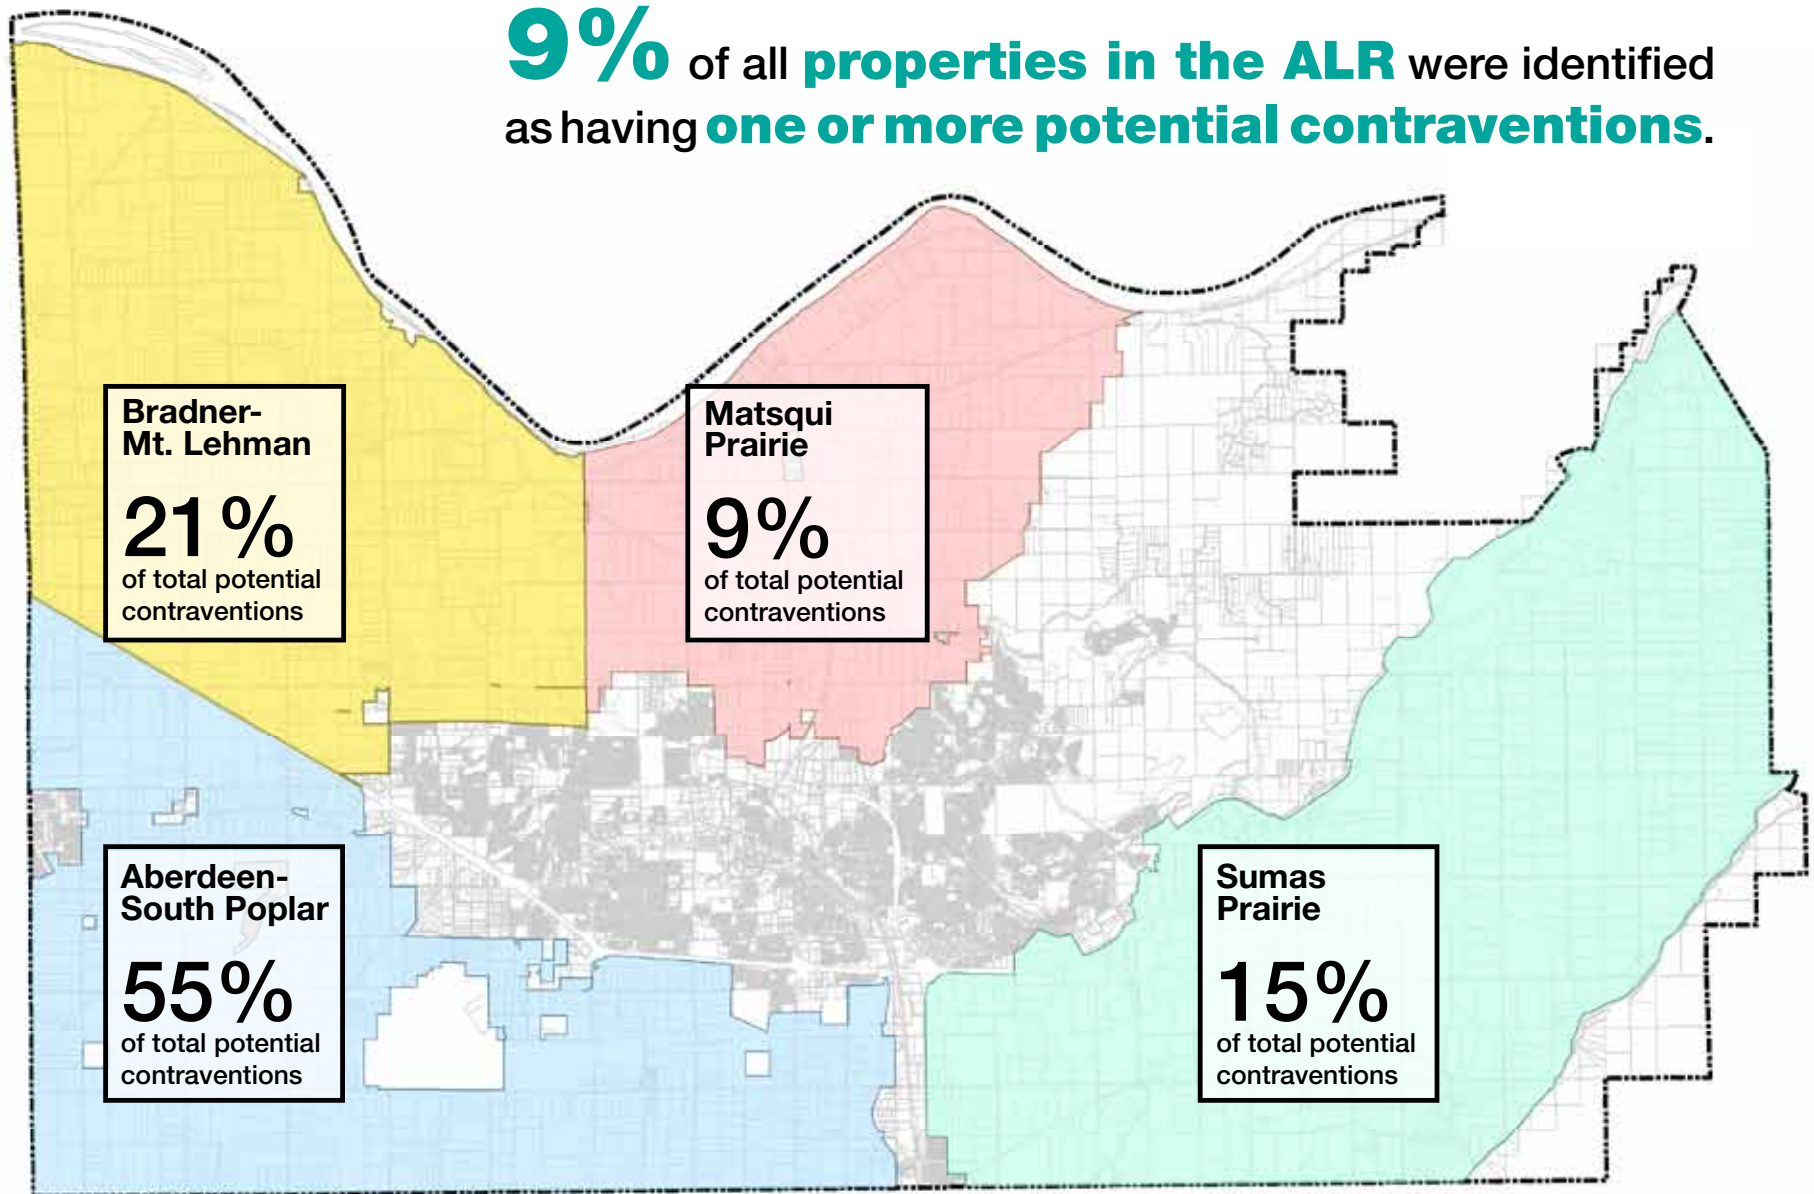 9% of all properties in the ALR were identified
as having one or more potential contraventions.
Bradner-
Mt. Lehman
21%
of total potential
contraventions
Matsqui
Prairie
9%
of total potential
contraventions
Aberdeen-
South Poplar
55%
of total potential
contraventions
Sumas
Prairie
15%
of total potential
contraventions